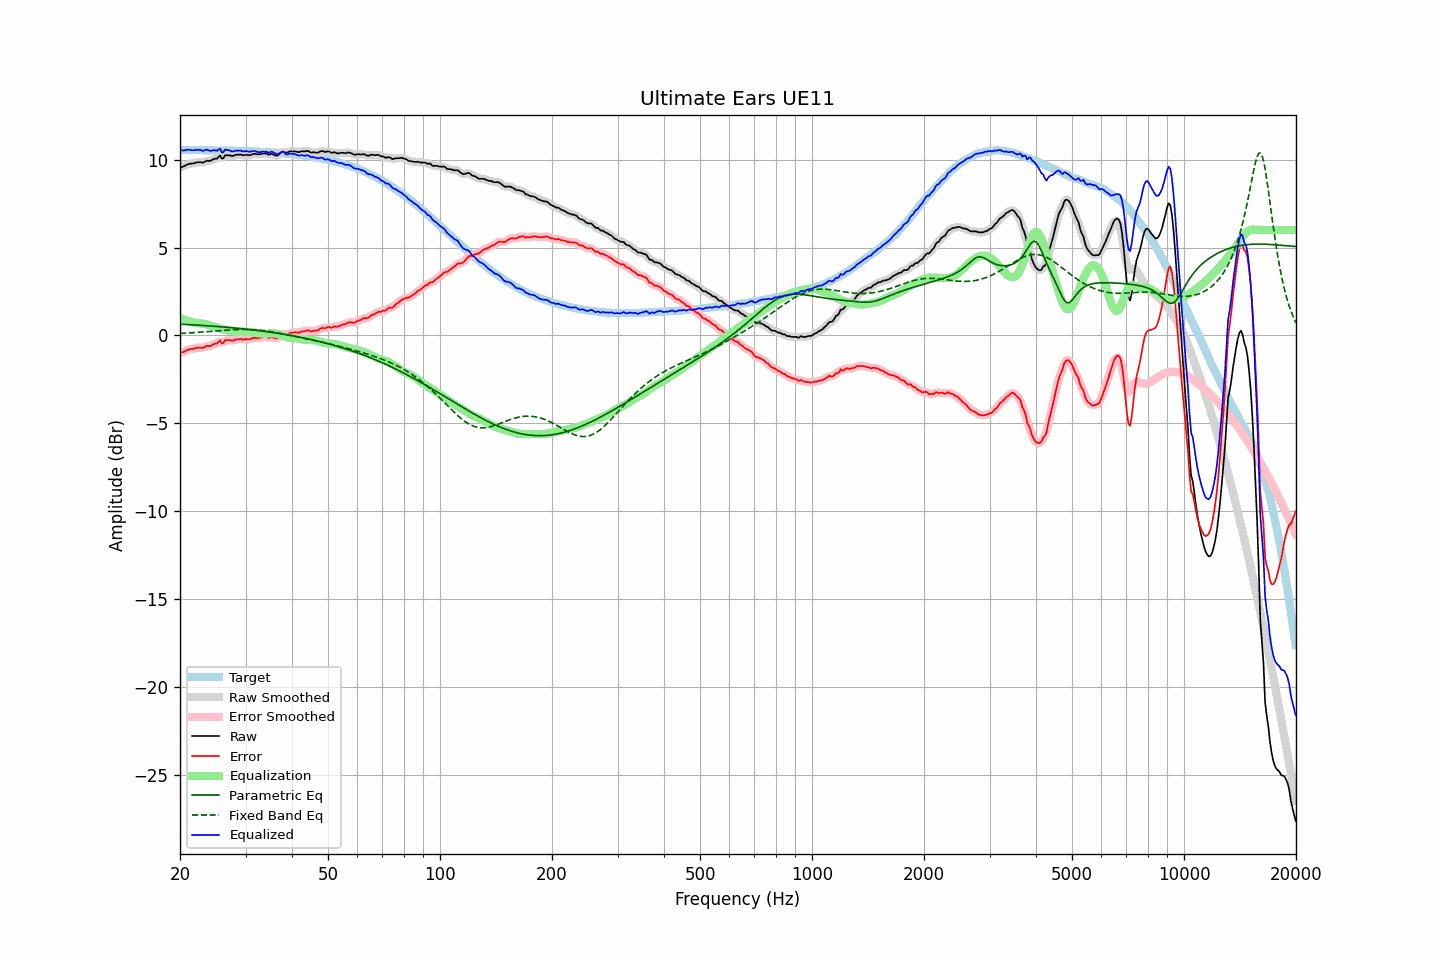 Ultimate Ears UE11
Amplitude (dBr)
10
5
0
−5
−10
−15
−20
−25
Target
Raw Smoothed
Error Smoothed
Raw
Error
Equalization
Parametric Eq
Fixed Band Eq
Equalized
20 50 100 200 500 1000 2000 5000 10000 20000
Frequency (Hz)